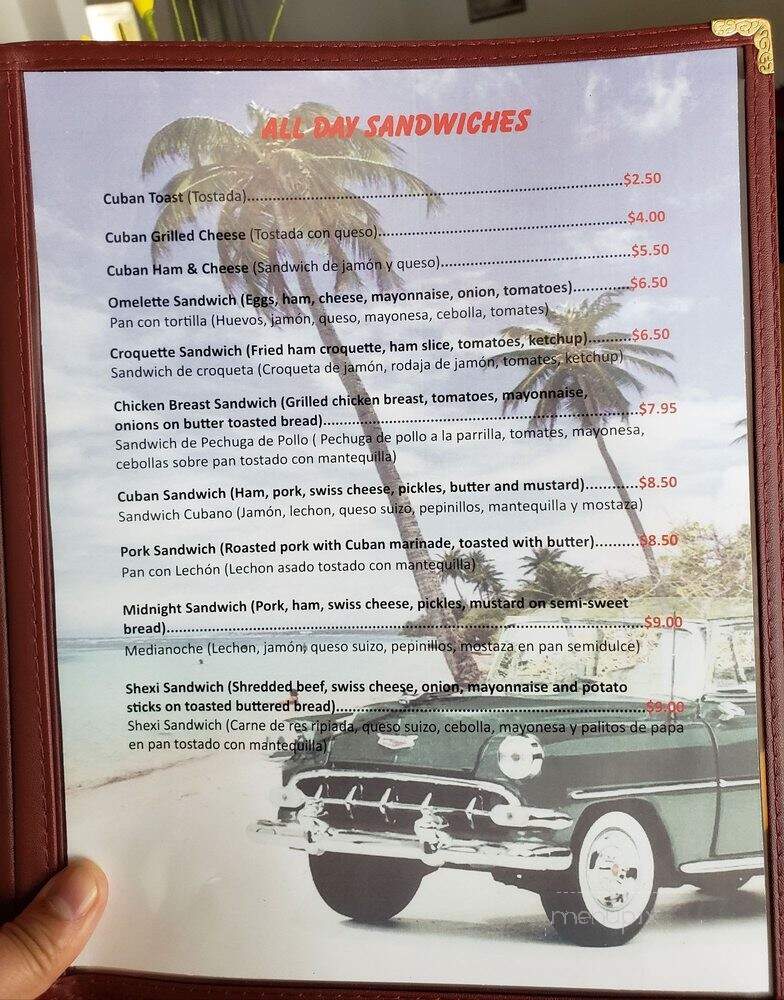 ALL DAY SANDWICHES
Cuban Toast (Tostada)..................................................................................$2.50
Cuban Grilled Cheese (Tostada con queso)......................................................$4.00
Cuban Ham & Cheese (Sandwich de jamón y queso)..........................................$5.50
Omelette Sandwich (Eggs, ham, cheese, mayonnaise, onion, tomatoes)............$6.50
Pan con tortilla (Huevos, jamón, queso, mayonesa, cebolla, tomates)
Croquette Sandwich (Fried ham croquette, ham slice, tomatoes, ketchup)..........$6.50
Sandwich de croqueta (Croqueta de jamón, rodaja de jamón, tomates, ketchup)
Chicken Breast Sandwich (Grilled chicken breast, tomatoes, mayonnaise,
onions on butter toasted bread)....................................................................$7.95
Sandwich de Pechuga de Pollo ( Pechuga de pollo a la parrilla, tomates, mayonesa,
cebollas sobre pan tostado con mantequilla)
Cuban Sandwich (Ham, pork, swiss cheese, pickles, butter and mustard)............$8.50
Sandwich Cubano (Jamón, lechon, queso suizo, pepinillos, mantequilla y mostaza)
Pork Sandwich (Roasted pork with Cuban marinade, toasted with butter)..........$8.50
Pan con Lechón (Lechon asado tostado con mantequilla)
Midnight Sandwich (Pork, ham, swiss cheese, pickles, mustard on semi-sweet
bread)..........................................................................................................$9.00
Medianoche (Lechon, jamón, queso suizo, pepinillos, mostaza en pan semidulce)
Shexi Sandwich (Shredded beef, swiss cheese, onion, mayonnaise and potato
sticks on toasted buttered bread)....................................................................$9.00
Shexi Sandwich (Carne de res ripiada, queso suizo, cebolla, mayonesa y palitos de papa
en pan tostado con mantequilla)
menupix